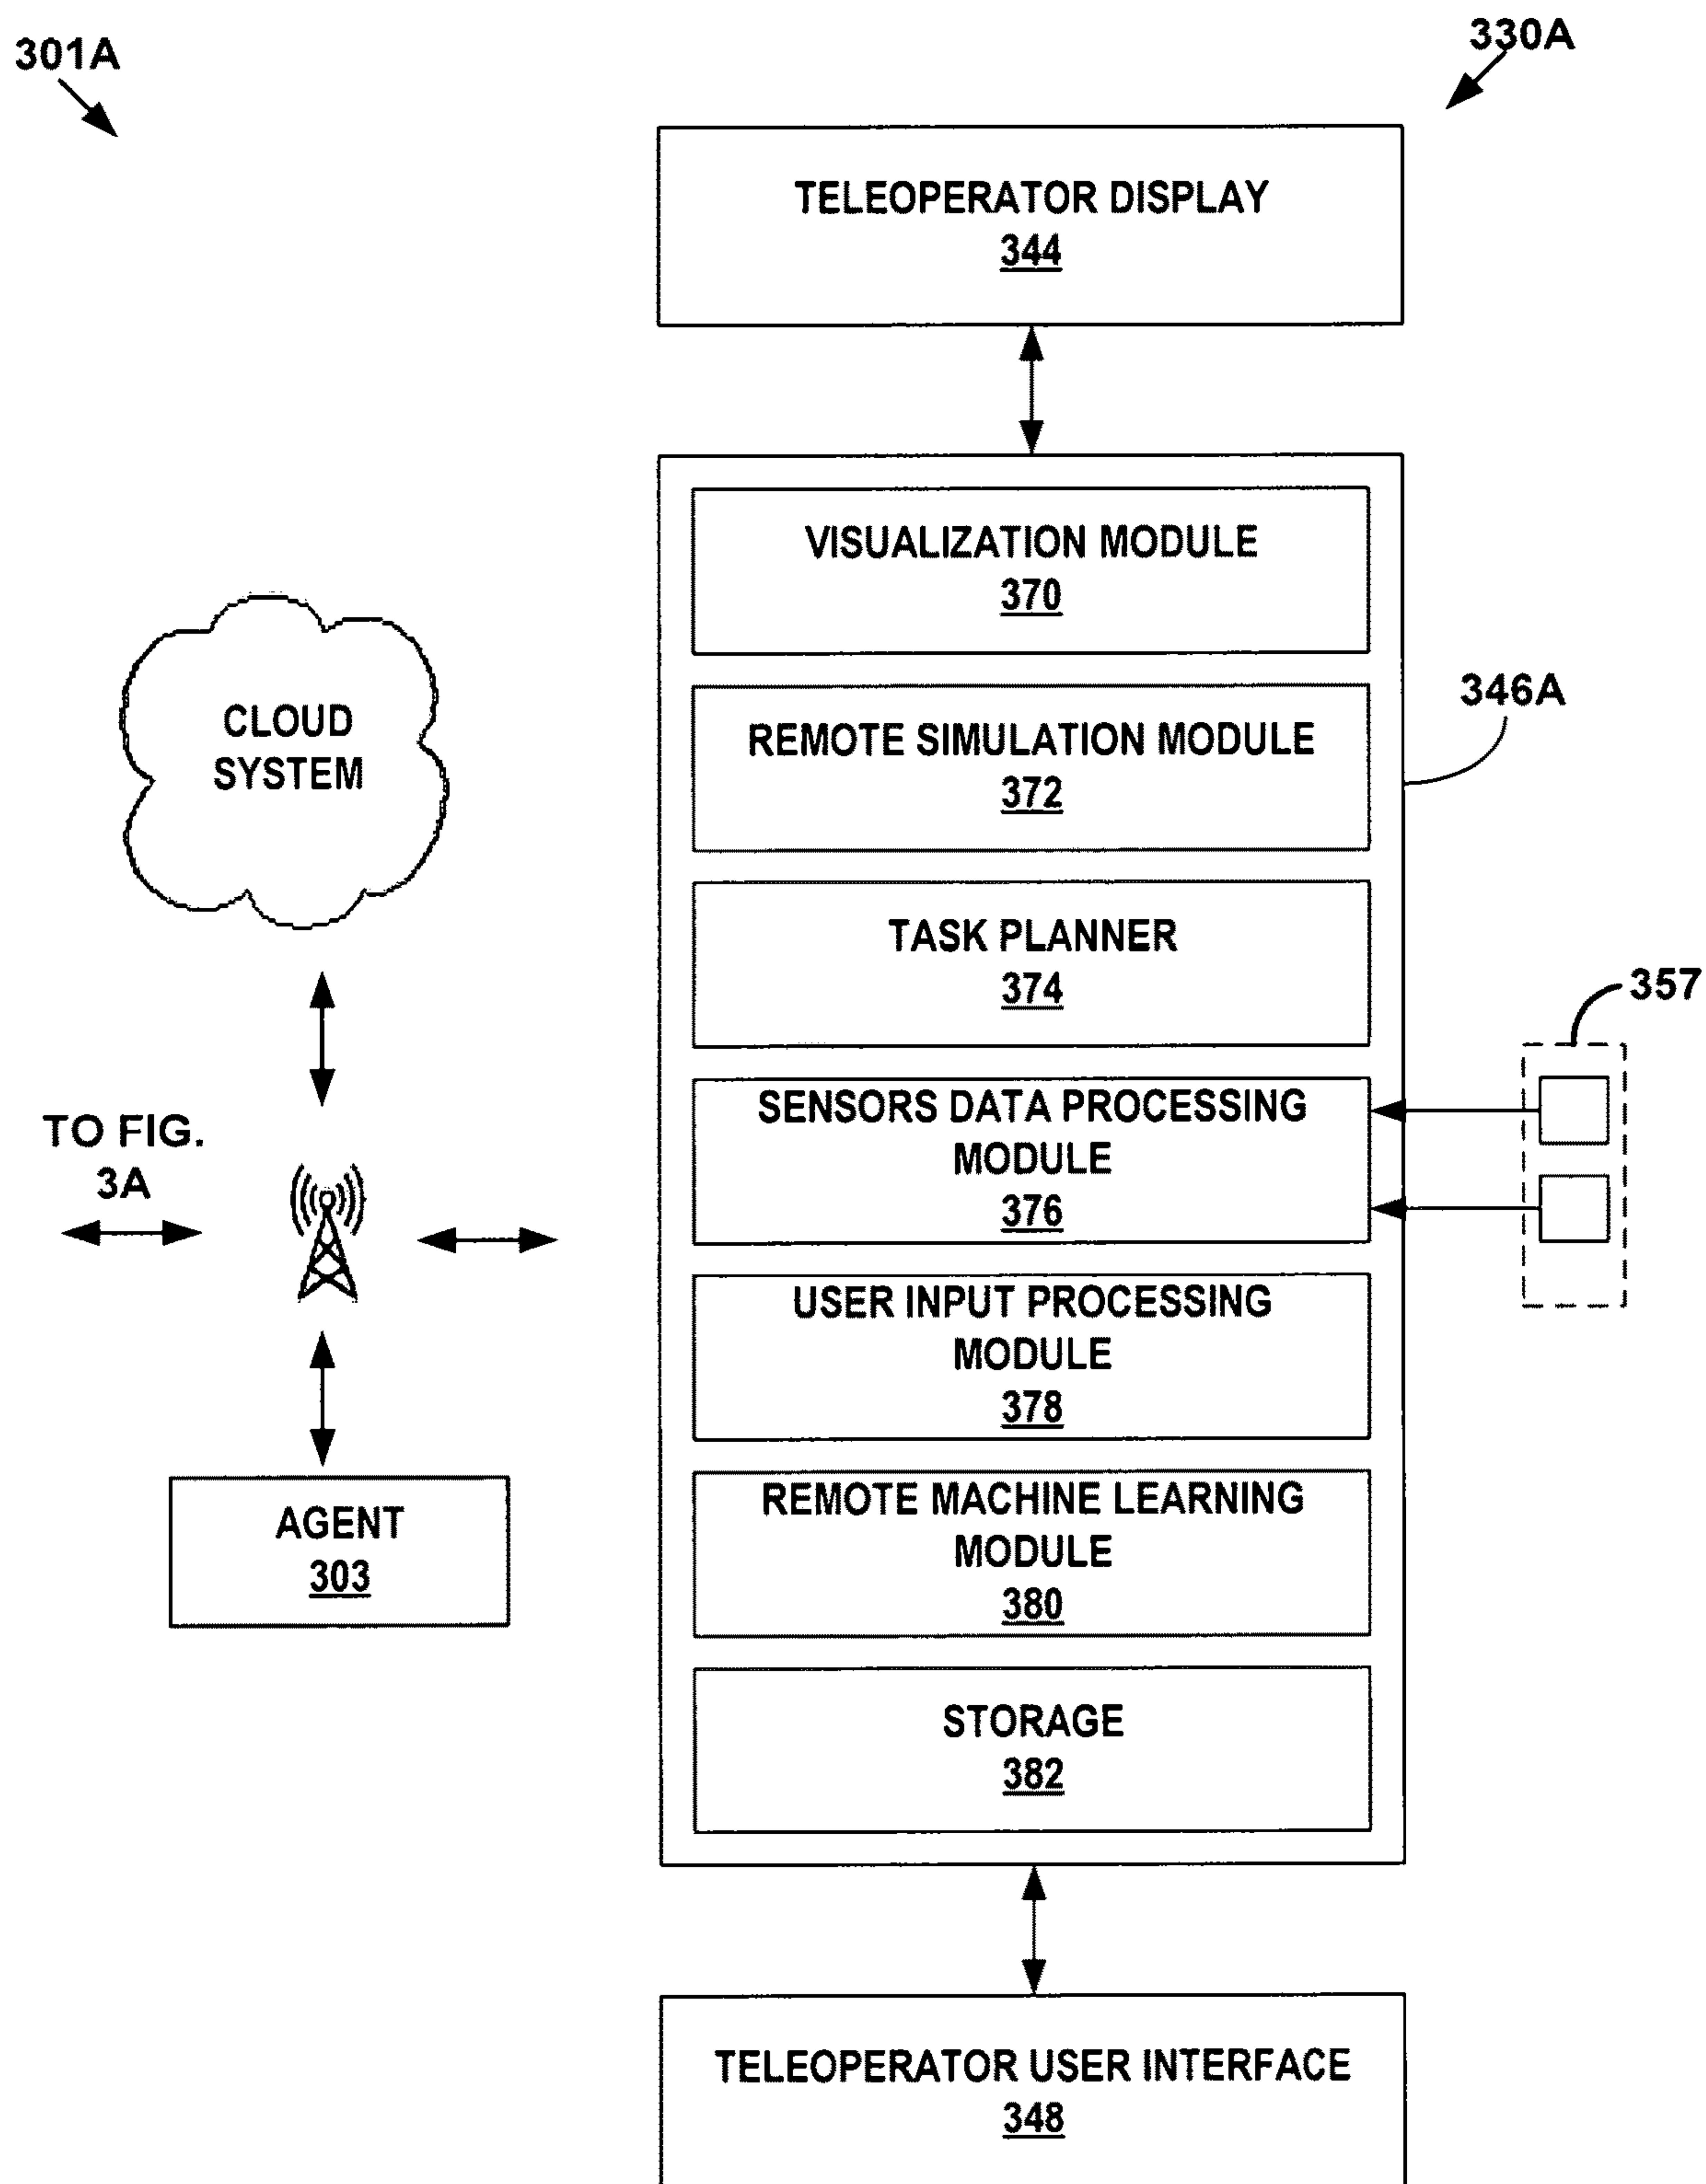 301A
330A
TELEOPERATOR DISPLAY
344
VISUALIZATION MODULE
370
REMOTE SIMULATION MODULE
372
346A
CLOUD
SYSTEM
TASK PLANNER
374
357
SENSORS DATA PROCESSING
MODULE
376
TO FIG.
3A
USER INPUT PROCESSING
MODULE
378
AGENT
303
REMOTE MACHINE LEARNING
MODULE
380
STORAGE
382
TELEOPERATOR USER INTERFACE
348